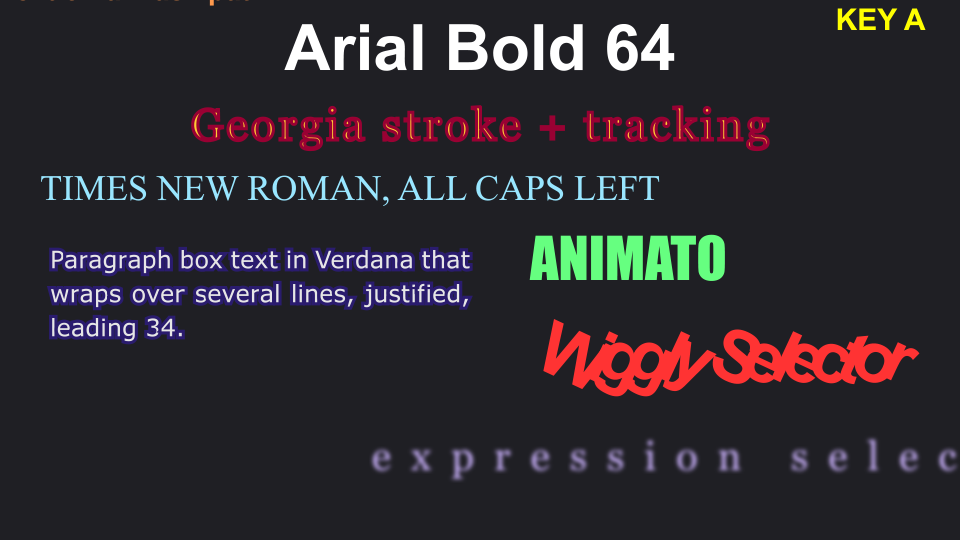 KEY A
Arial Bold 64
Georgia stroke + tracking
TIMES NEW ROMAN, ALL CAPS LEFT
Paragraph box text in Verdana that
wraps over several lines, justified,
leading 34.
ANIMATO
Wiggly Selector
expression selec